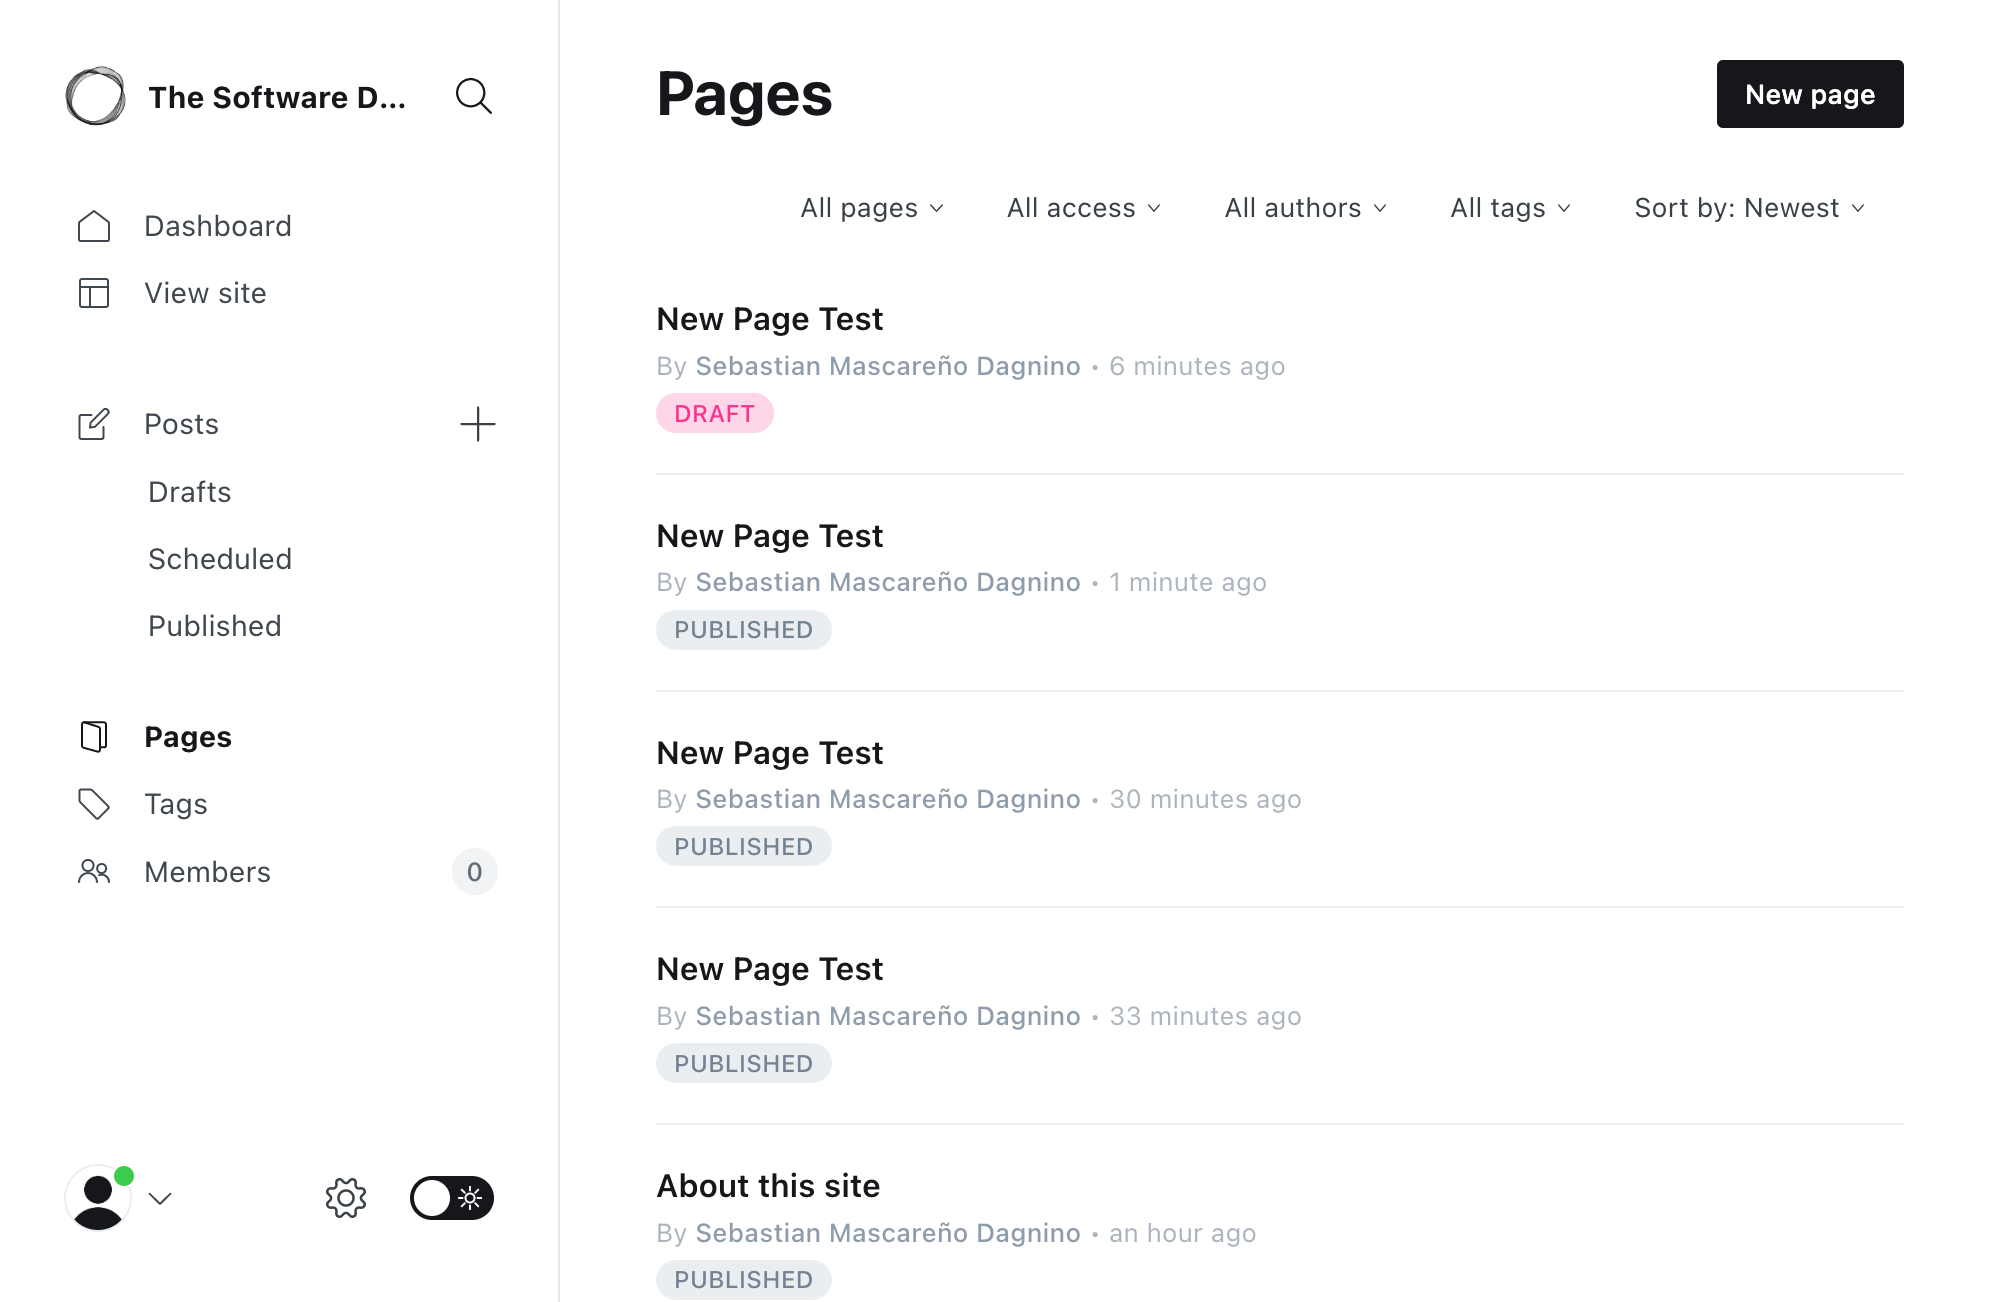 The Software D...
Dashboard
View site
Posts
Drafts
Scheduled
Published
Pages
Tags
Members
0
Pages
New page
All pages
All access
All authors
All tags
Sort by: Newest
New Page Test
By Sebastian Mascareño Dagnino • 6 minutes ago
DRAFT
New Page Test
By Sebastian Mascareño Dagnino • 1 minute ago
PUBLISHED
New Page Test
By Sebastian Mascareño Dagnino • 30 minutes ago
PUBLISHED
New Page Test
By Sebastian Mascareño Dagnino • 33 minutes ago
PUBLISHED
About this site
By Sebastian Mascareño Dagnino • an hour ago
PUBLISHED